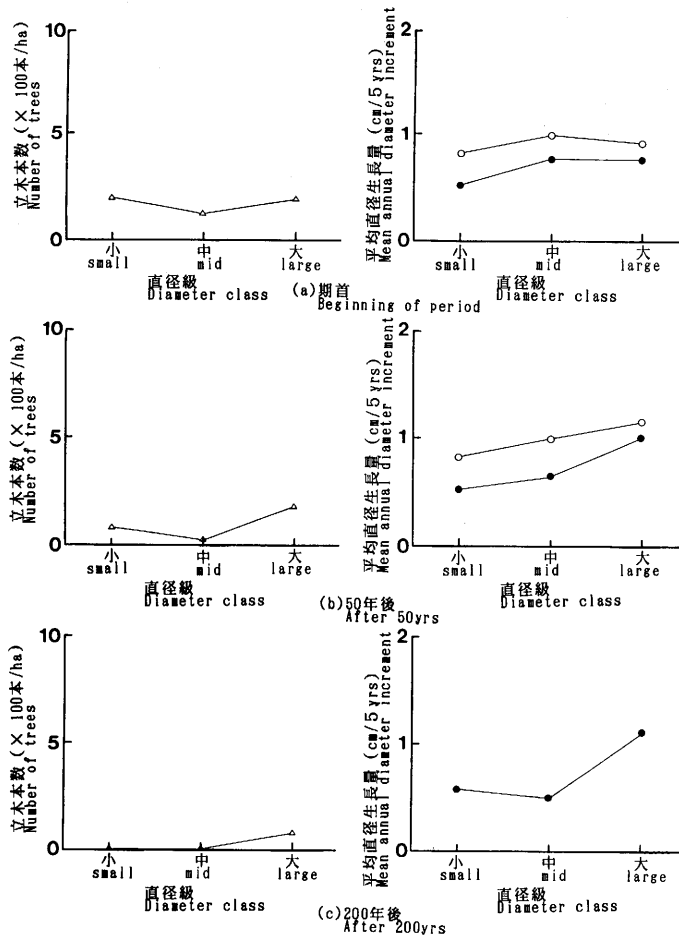 立木本数 (× 100本/ha)
Number of trees
10
5
0
小 中 大
small mid large
直径級
Diameter class
平均直径生長量 (cm/5 yrs)
Mean annual diameter increment
2
1
0
小 中 大
small mid large
直径級
Diameter class
(a)期首
Beginning of period
立木本数 (× 100本/ha)
Number of trees
10
5
0
小 中 大
small mid large
直径級
Diameter class
平均直径生長量 (cm/5 yrs)
Mean annual diameter increment
2
1
0
小 中 大
small mid large
直径級
Diameter class
(b)50年後
After 50yrs
立木本数 (× 100本/ha)
Number of trees
10
5
0
小 中 大
small mid large
直径級
Diameter class
平均直径生長量 (cm/5 yrs)
Mean annual diameter increment
2
1
0
小 中 大
small mid large
直径級
Diameter class
(c)200年後
After 200yrs